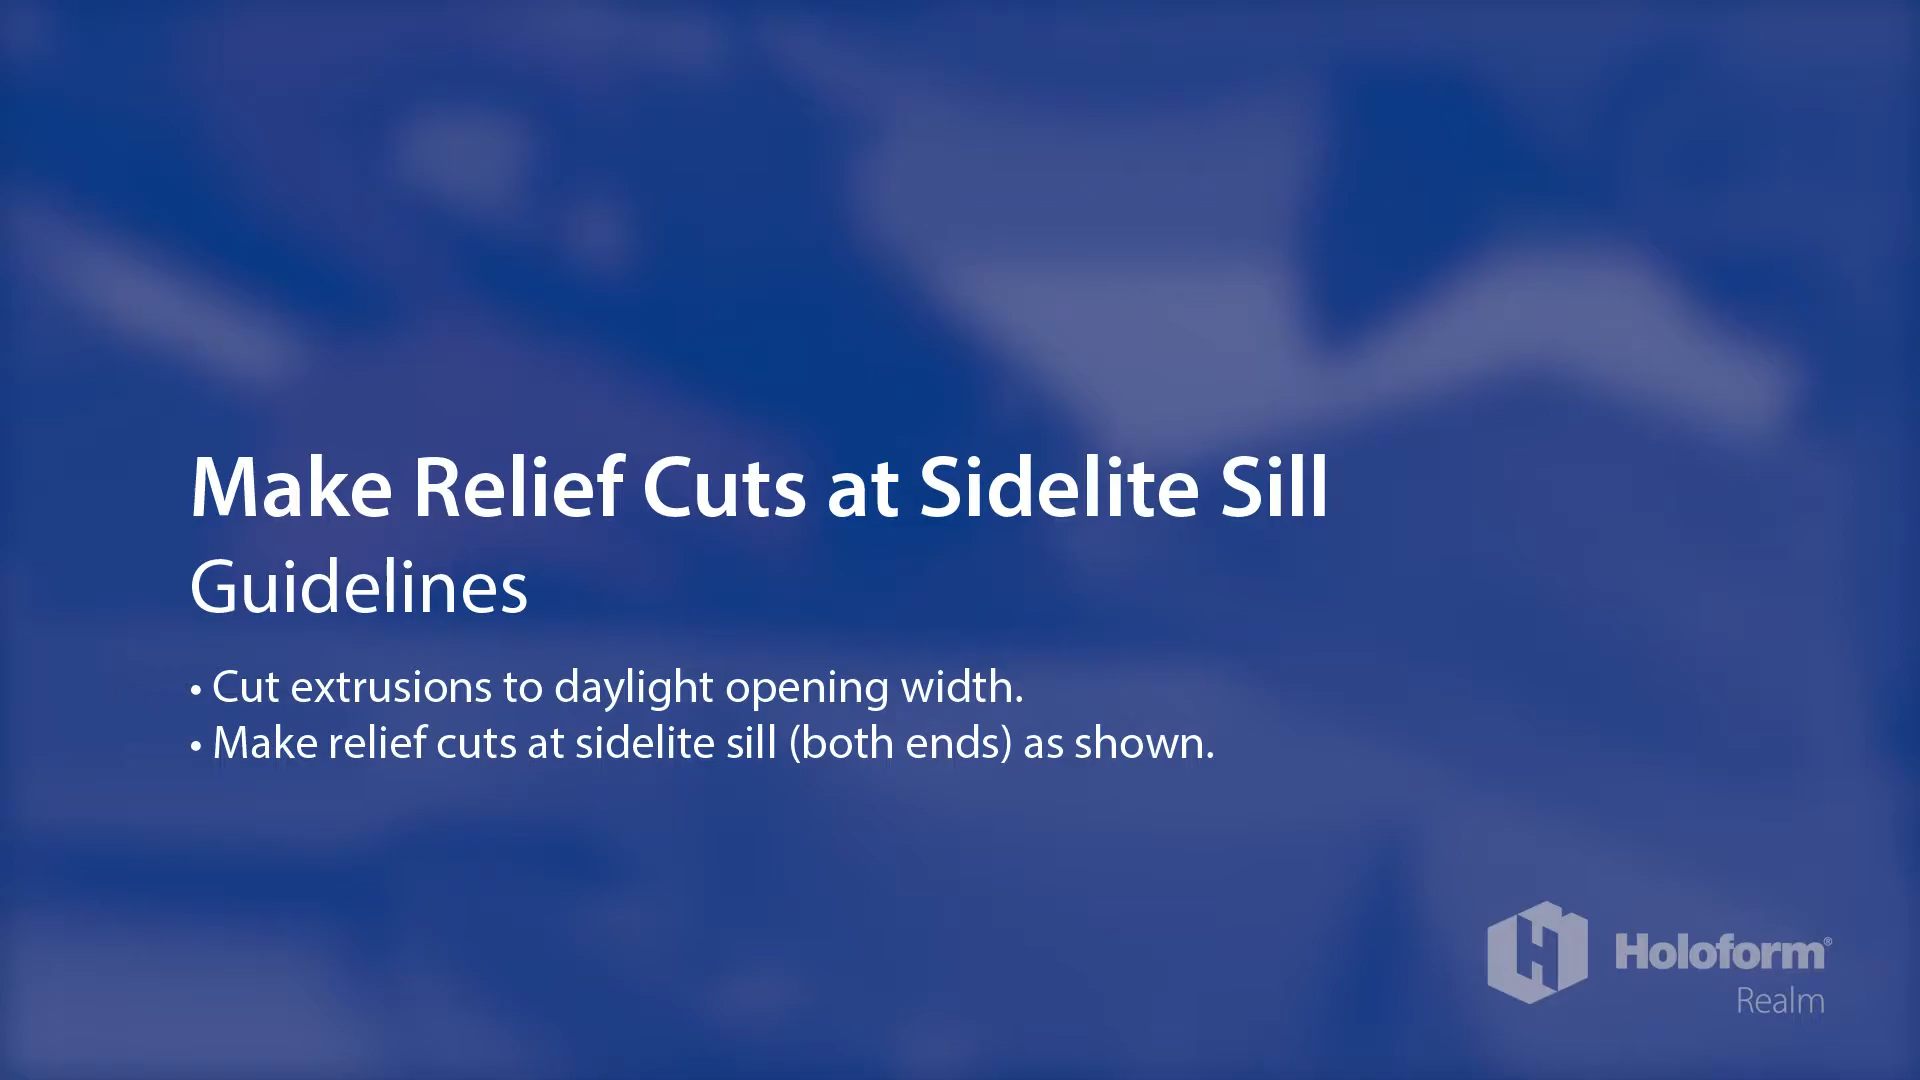 Make Relief Cuts at Sidelite Sill
Guidelines
• Cut extrusions to daylight opening width.
• Make relief cuts at sidelite sill (both ends) as shown.
Holoform®
Realm